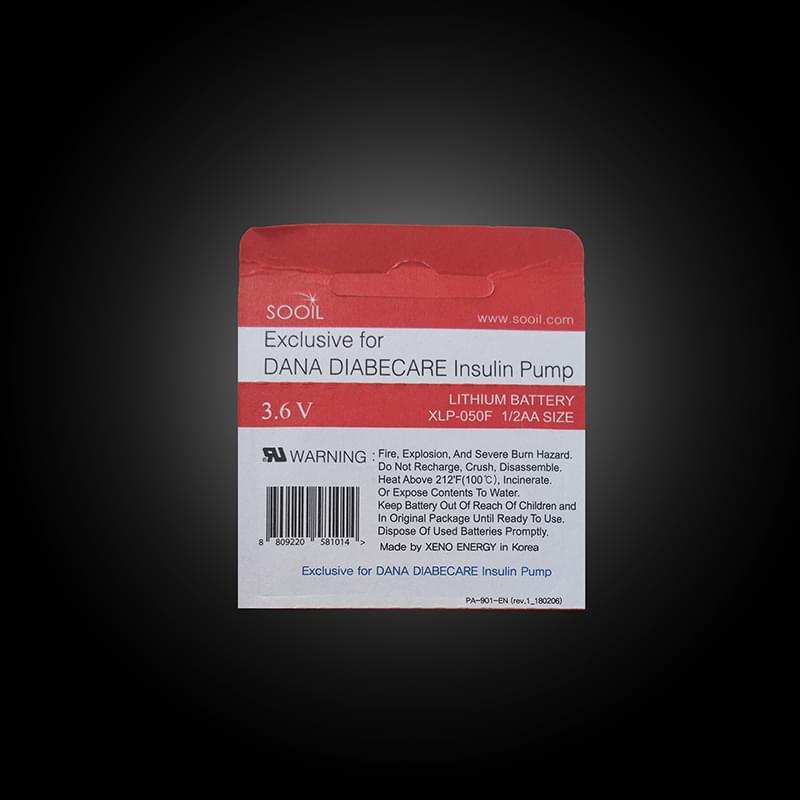 SOOIL
www.sooil.com
Exclusive for
DANA DIABECARE Insulin Pump
3.6 V
LITHIUM BATTERY
XLP-050F 1/2AA SIZE
RU WARNING : Fire, Explosion, And Severe Burn Hazard.
Do Not Recharge, Crush, Disassemble.
Heat Above 212°F(100℃), Incinerate.
Or Expose Contents To Water.
Keep Battery Out Of Reach Of Children and
In Original Package Until Ready To Use.
Dispose Of Used Batteries Promptly.
Made by XENO ENERGY in Korea
8 809220 581014 >
Exclusive for DANA DIABECARE Insulin Pump
PA-901-EN (rev.1_180206)